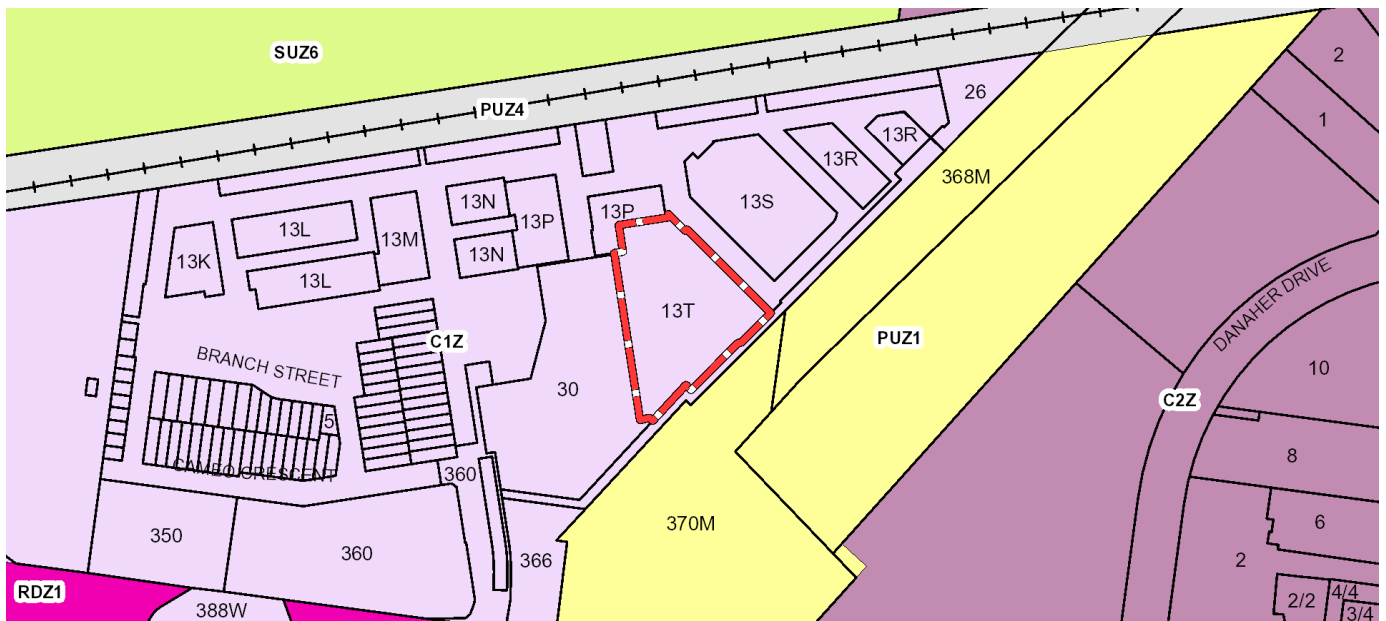 SUZ6
2
PUZ4
26
1
13R
13R
368M
13N
13P
13P
13S
13L
13M
13K
13N
13L
13T
DANAHER DRIVE
C1Z
PUZ1
BRANCH STREET
30
10
C2Z
5
8
CAMEO CRESCENT
360
350
360
366
370M
6
2
RDZ1
388W
2/2
4/4
3/4